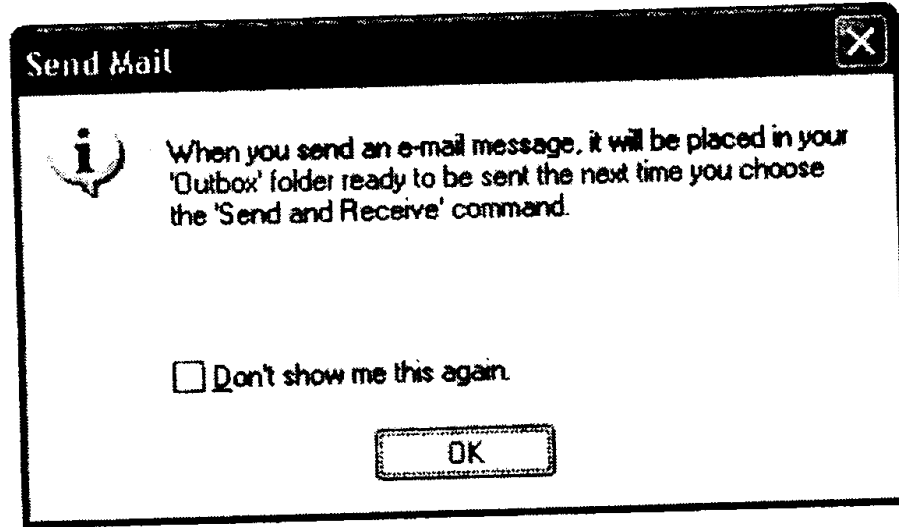 Send Mail
When you send an e-mail message, it will be placed in your
'Outbox' folder ready to be sent the next time you choose
the 'Send and Receive' command.
Don't show me this again.
OK